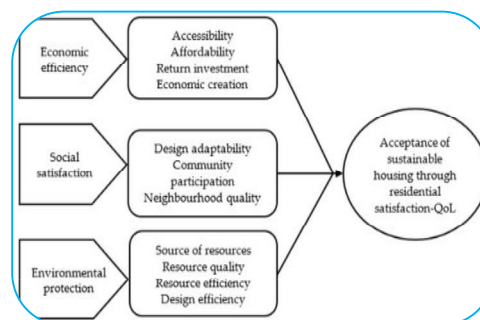 Economic
efficiency
Accessibility
Affordability
Return investment
Economic creation
Social
satisfaction
Design adaptability
Community
participation
Neighbourhood quality
Environmental
protection
Source of resources
Resource quality
Resource efficiency
Design efficiency
Acceptance of
sustainable
housing through
residential
satisfaction-QoL